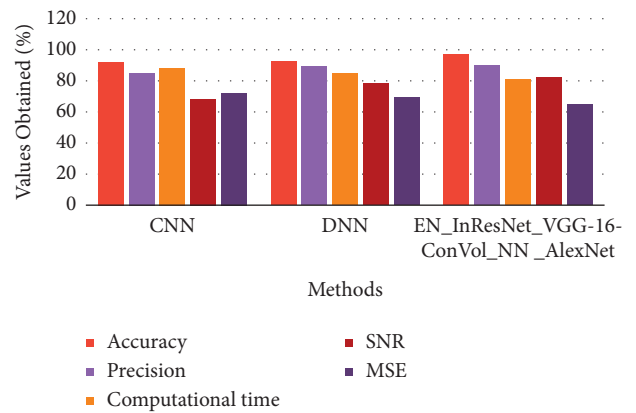 Values Obtained (%)
120
100
80
60
40
20
0
CNN
DNN
EN_InResNet_VGG-16-
ConVol_NN _AlexNet
Methods
Accuracy
Precision
Computational time
SNR
MSE